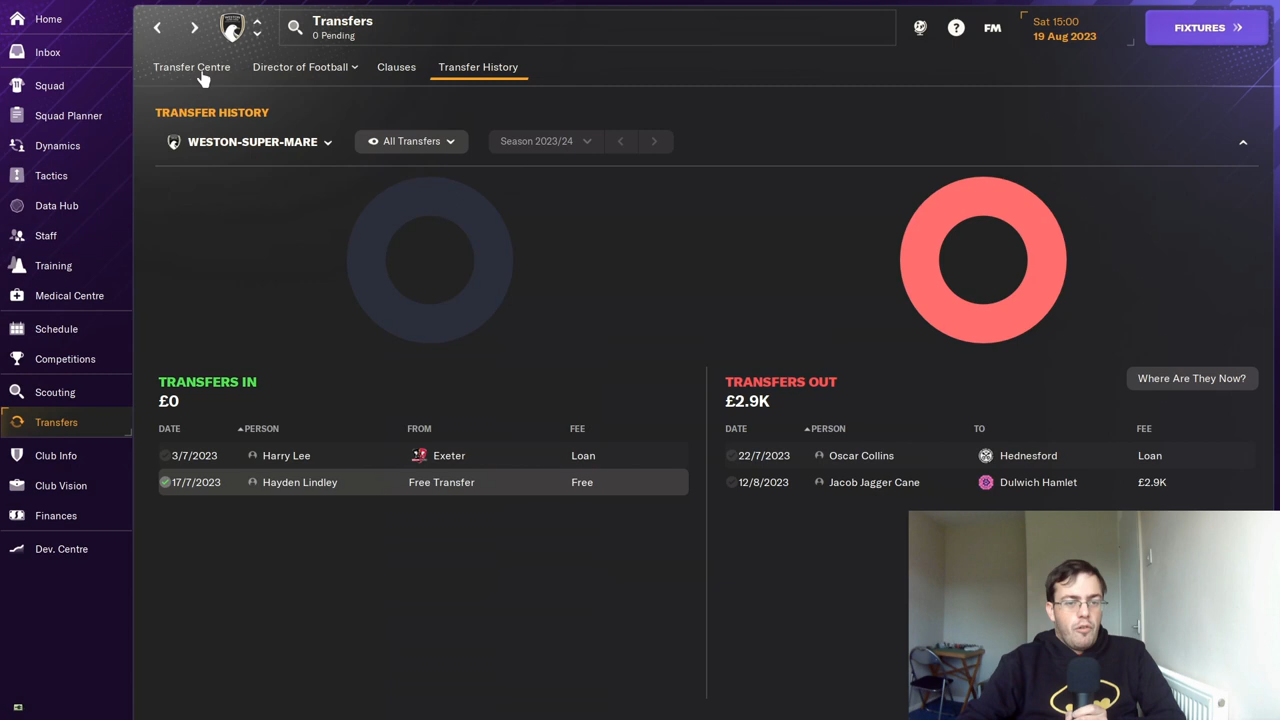 Home
Inbox
Squad
Squad Planner
Dynamics
Tactics
Data Hub
Staff
Training
Medical Centre
Schedule
Competitions
Scouting
Transfers
Club Info
Club Vision
Finances
Dev. Centre
Transfers
0 Pending
FM
Sat 15:00
19 Aug 2023
FIXTURES
Transfer Centre
Director of Football
Clauses
Transfer History
TRANSFER HISTORY
WESTON-SUPER-MARE
All Transfers
Season 2023/24
TRANSFERS IN
£0
DATE PERSON FROM FEE
3/7/2023 Harry Lee Exeter Loan
17/7/2023 Hayden Lindley Free Transfer Free
TRANSFERS OUT
£2.9K
Where Are They Now?
DATE PERSON TO FEE
22/7/2023 Oscar Collins Hednesford Loan
12/8/2023 Jacob Jagger Cane Dulwich Hamlet £2.9K